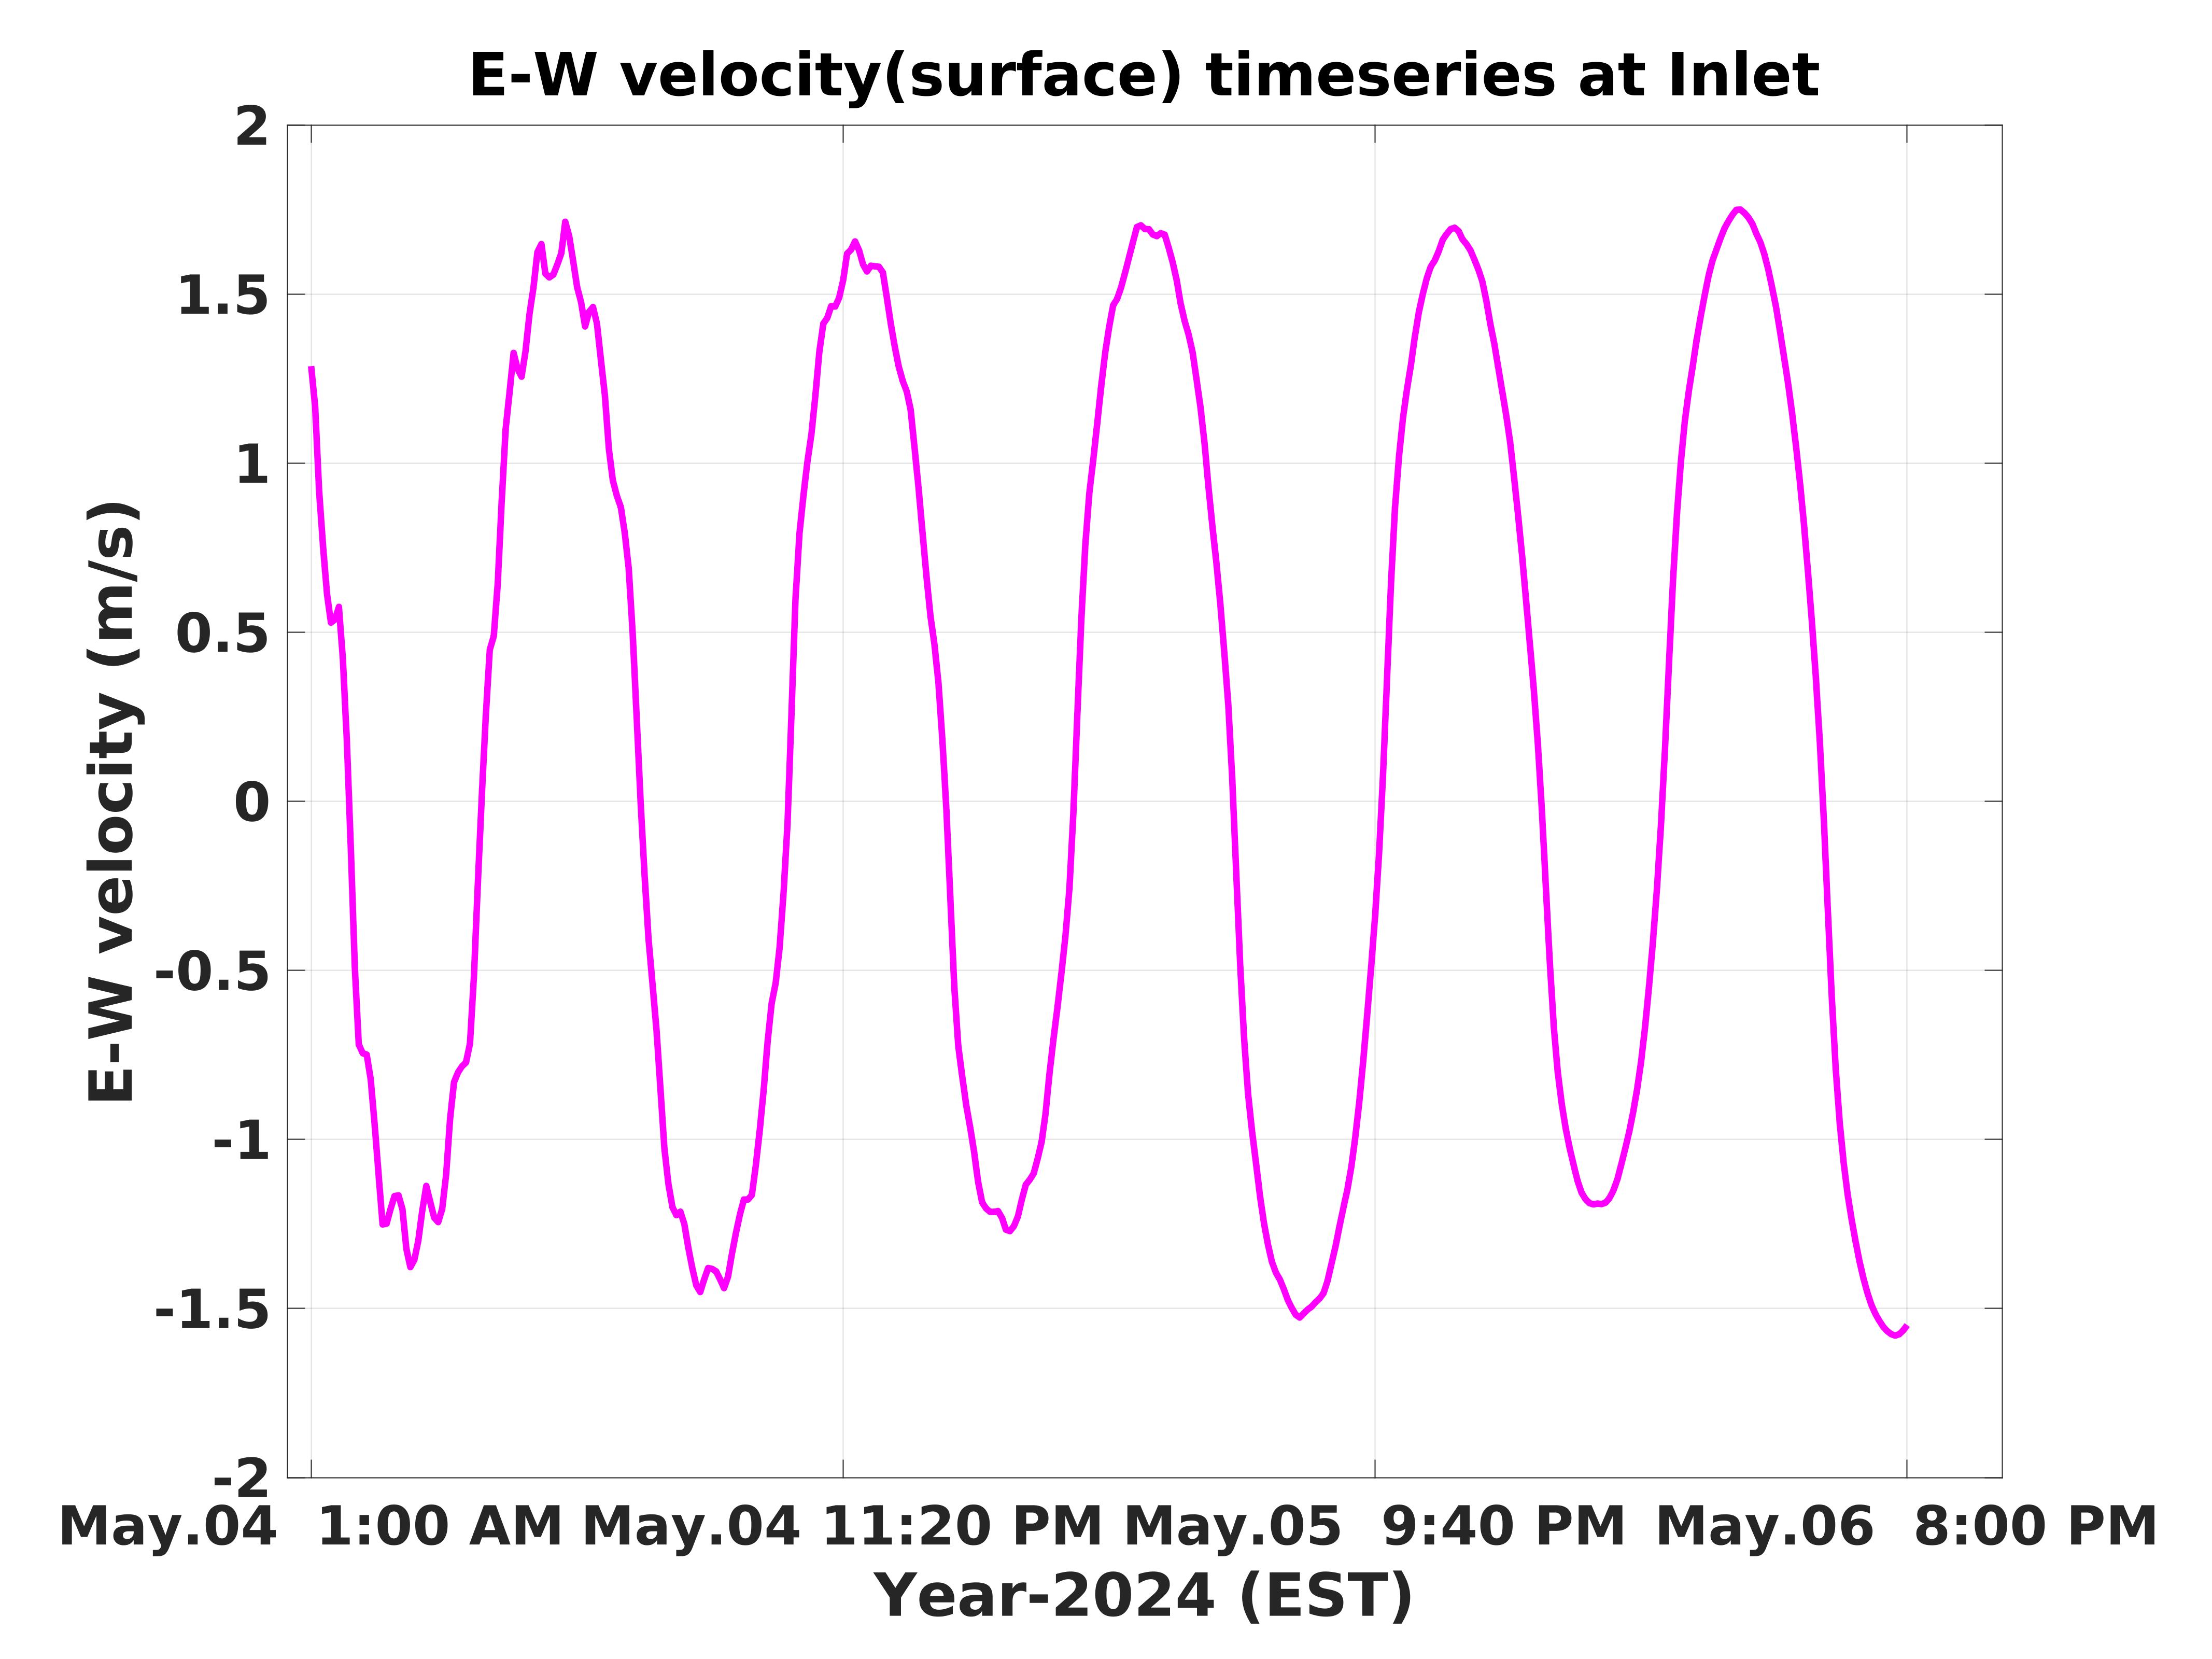 E-W velocity(surface) timeseries at Inlet
2
1.5
1
0.5
0
-0.5
-1
-1.5
-2
E-W velocity (m/s)
May.04 1:00 AM May.04 11:20 PM May.05 9:40 PM May.06 8:00 PM
Year-2024 (EST)